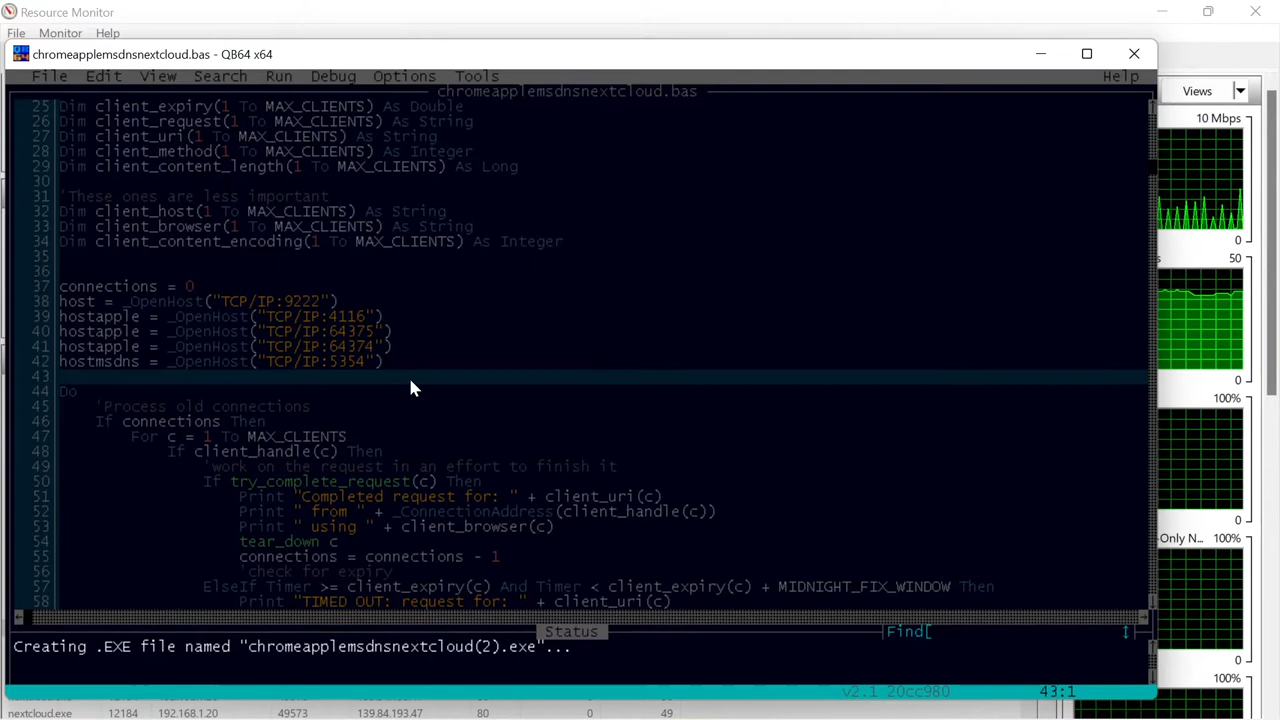 Resource Monitor
File Monitor Help
chromeapplemsdnsnextcloud.bas - QB64 x64
File Edit View Search Run Debug Options Tools Help
chromeapplemsdnsnextcloud.bas
Views
25 Dim client_expiry(1 To MAX_CLIENTS) As Double
26 Dim client_request(1 To MAX_CLIENTS) As String
27 Dim client_uri(1 To MAX_CLIENTS) As String
28 Dim client_method(1 To MAX_CLIENTS) As Integer
29 Dim client_content_length(1 To MAX_CLIENTS) As Long
30
31 'These ones are less important
32 Dim client_host(1 To MAX_CLIENTS) As String
33 Dim client_browser(1 To MAX_CLIENTS) As String
34 Dim client_content_encoding(1 To MAX_CLIENTS) As Integer
35
36
37 connections = 0
38 host = _OpenHost("TCP/IP:9222")
39 hostapple = _OpenHost("TCP/IP:4116")
40 hostapple = _OpenHost("TCP/IP:64375")
41 hostapple = _OpenHost("TCP/IP:64374")
42 hostmsdns = _OpenHost("TCP/IP:5354")
43
44 Do
45 'Process old connections
46 If connections Then
47 For c = 1 To MAX_CLIENTS
48 If client_handle(c) Then
49 'work on the request in an effort to finish it
50 If try_complete_request(c) Then
51 Print "Completed request for: " + client_uri(c)
52 Print " from " + _ConnectionAddress(client_handle(c))
53 Print " using " + client_browser(c)
54 tear_down c
55 connections = connections - 1
56 'check for expiry
57 ElseIf Timer >= client_expiry(c) And Timer < client_expiry(c) + MIDNIGHT_FIX_WINDOW Then
58 Print "TIMED OUT: request for: " + client_uri(c)
Status
Find[
Creating .EXE file named "chromeapplemsdnsnextcloud(2).exe"...
v2.1 20cc980 43:1
10 Mbps
0
50
0
100%
0
Only N... 100%
0
100%
nextcloud.exe 12184 192.168.1.20 49573 139.84.193.47 80 0 49